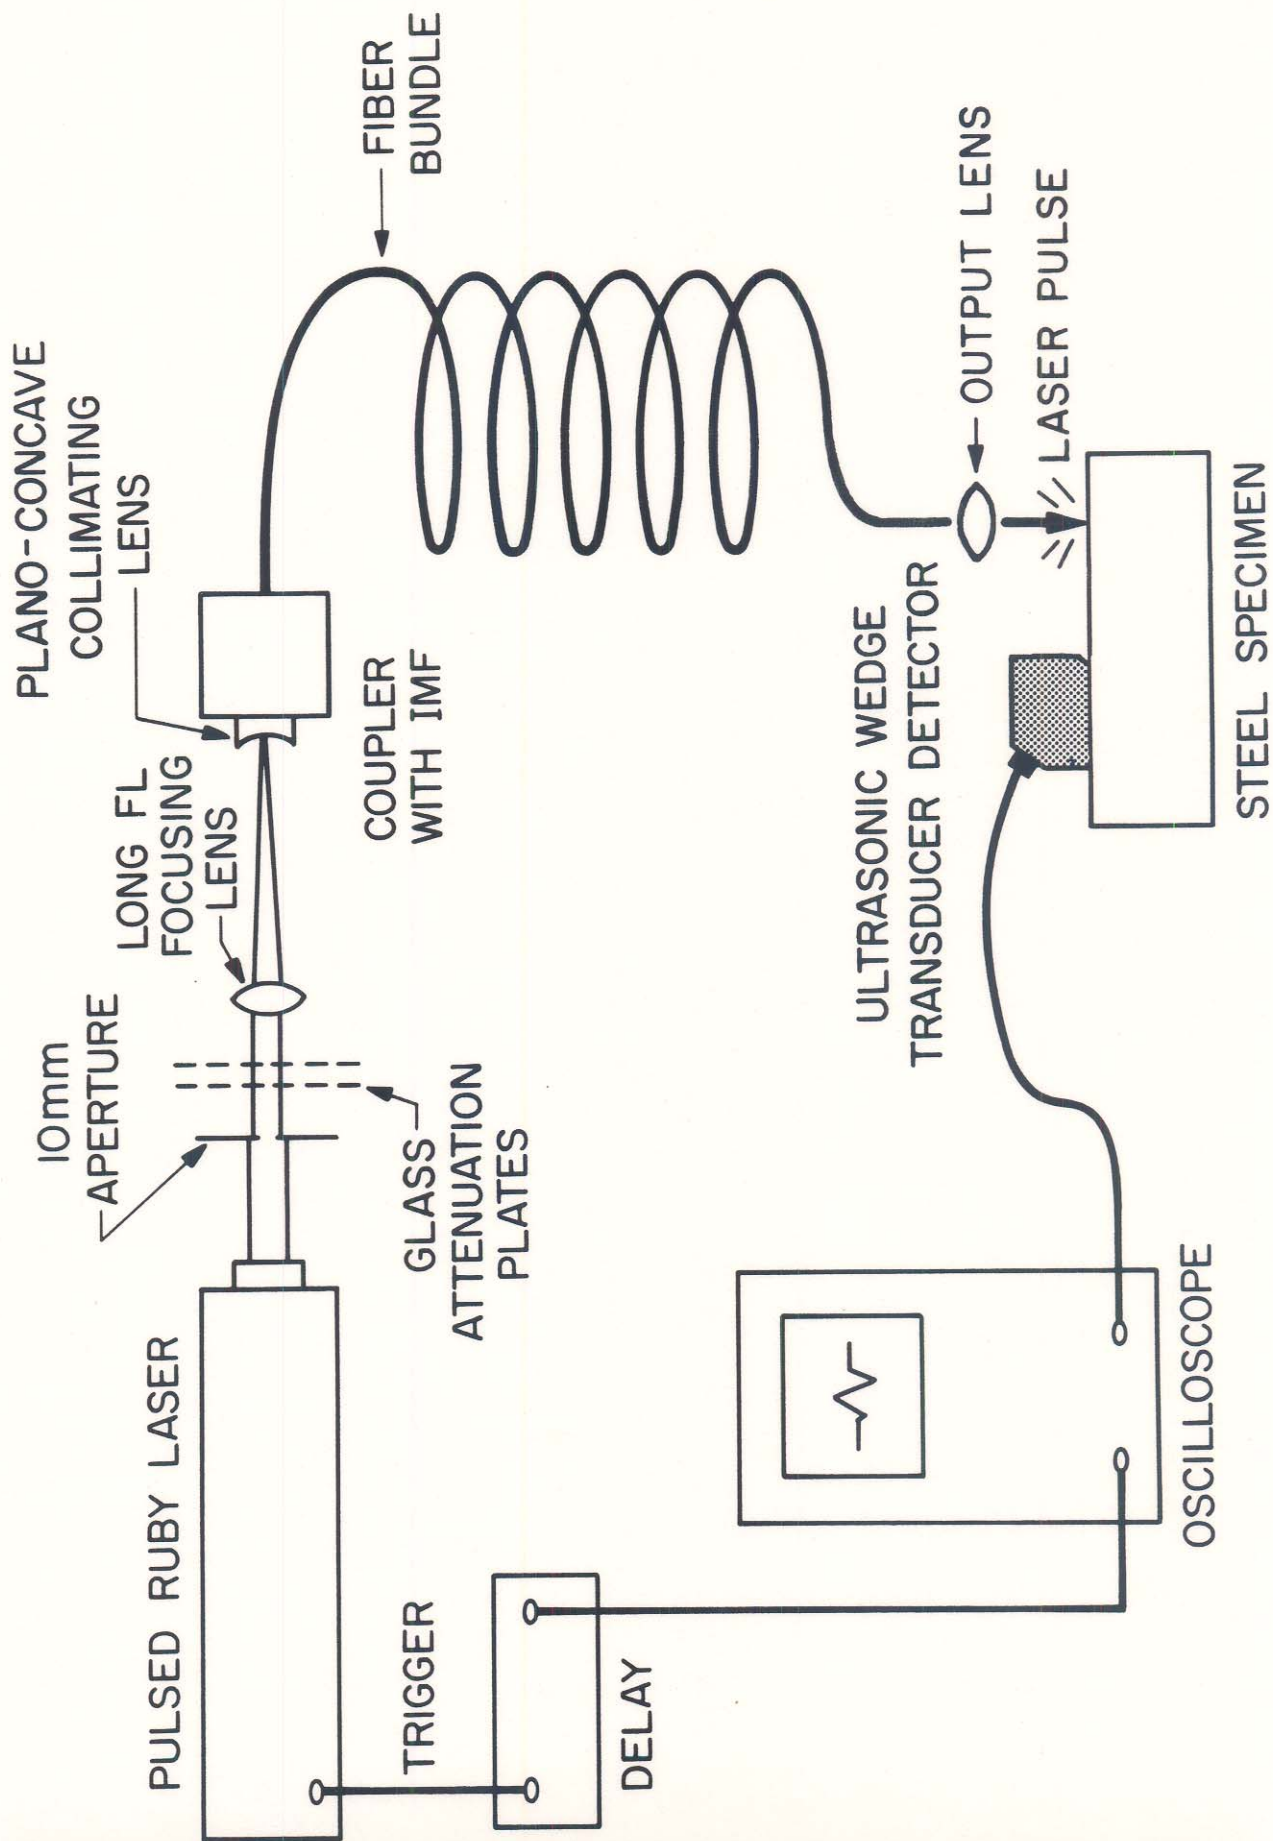 PULSED RUBY LASER
10mm
APERTURE
LONG FL
FOCUSING
LENS
PLANO-CONCAVE
COLLIMATING
LENS
FIBER
BUNDLE
GLASS
ATTENUATION
PLATES
COUPLER
WITH IMF
TRIGGER
DELAY
OSCILLOSCOPE
ULTRASONIC WEDGE
TRANSDUCER DETECTOR
OUTPUT LENS
LASER PULSE
STEEL SPECIMEN